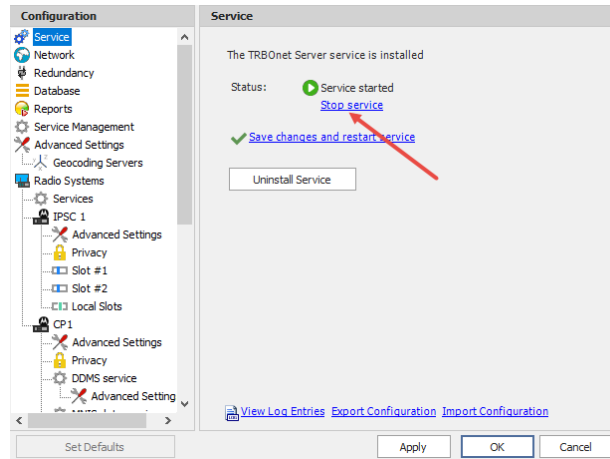 Configuration
Service
Network
Redundancy
Database
Reports
Service Management
Advanced Settings
Geocoding Servers
Radio Systems
Services
IPSC 1
Advanced Settings
Privacy
Slot #1
Slot #2
Local Slots
CP1
Advanced Settings
Privacy
DDMS service
Advanced Setting
Set Defaults
Service
The TRBOnet Server service is installed
Status: Service started
Stop service
Save changes and restart service
Uninstall Service
View Log Entries Export Configuration Import Configuration
Apply OK Cancel